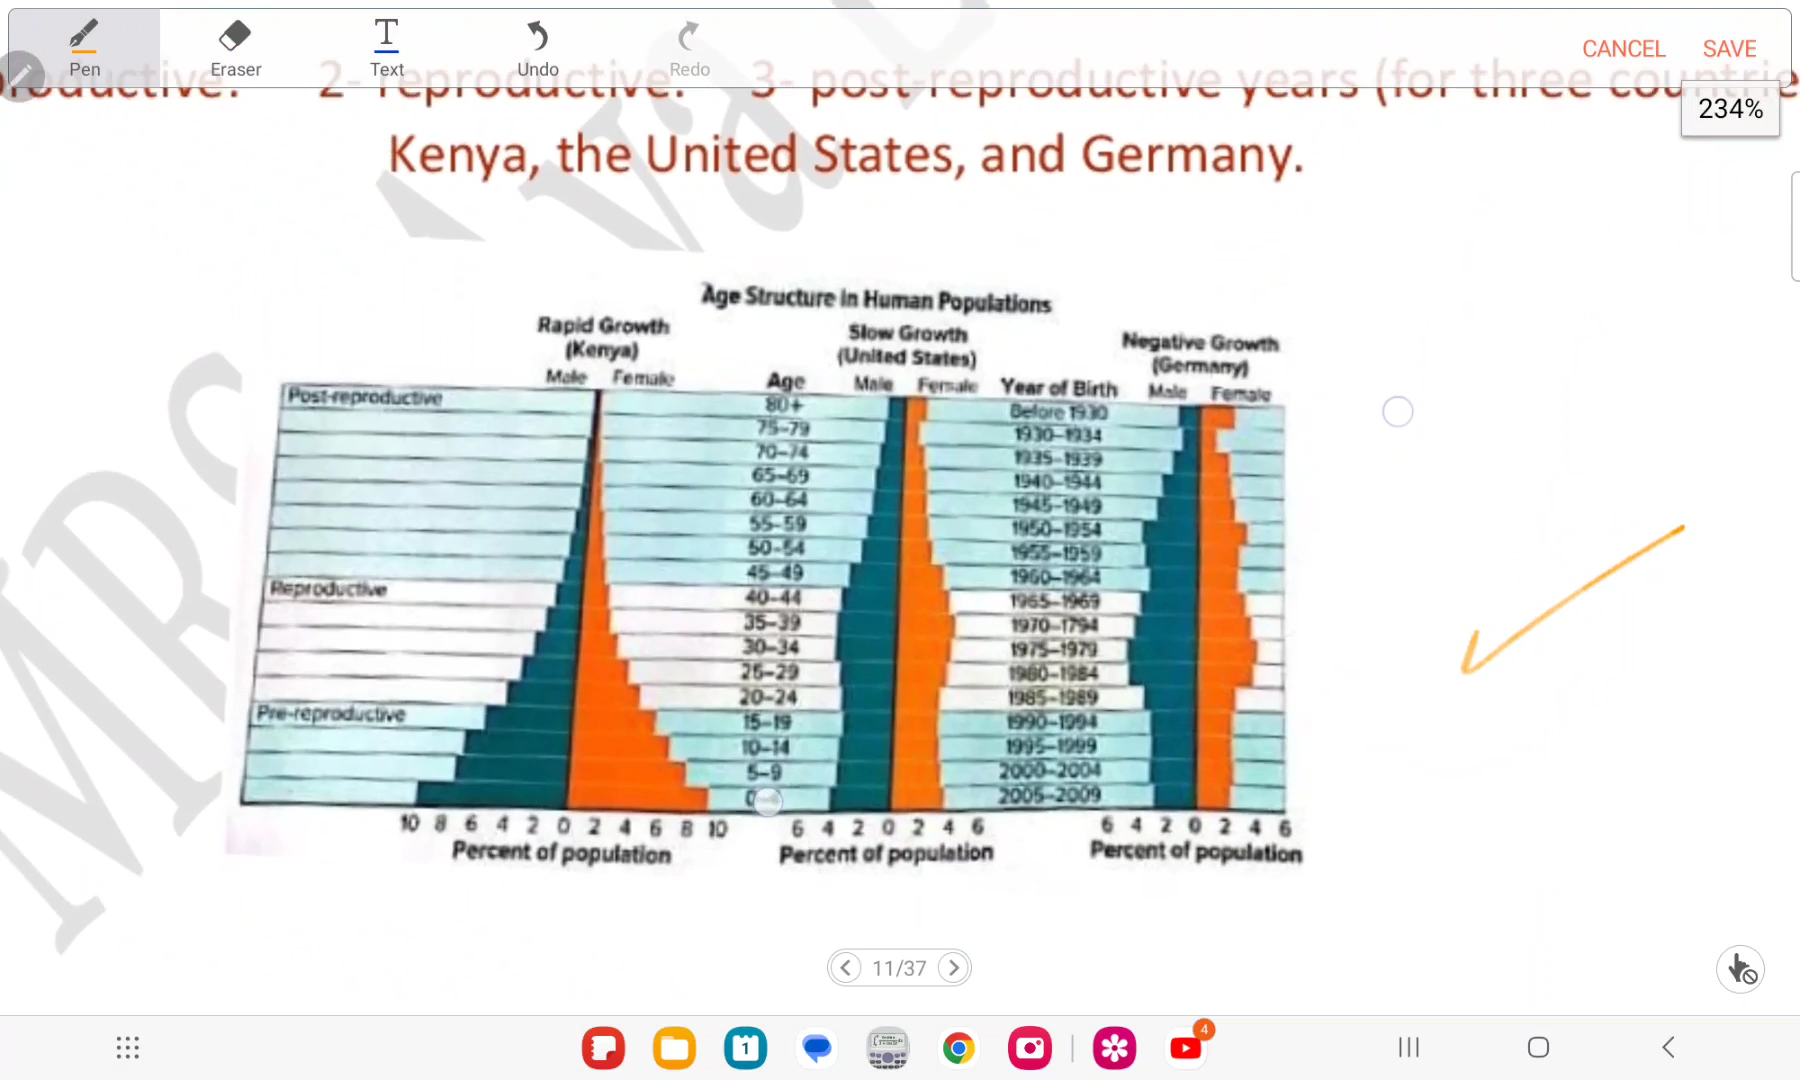 Pen
Eraser
Text
Undo
Redo
CANCEL
SAVE
234%
roductive. 2- reproductive. 3- post-reproductive years (for three countrie
Kenya, the United States, and Germany.
Age Structure in Human Populations
Rapid Growth
(Kenya)
Male Female
Age
Slow Growth
(United States)
Male Female
Year of Birth
Negative Growth
(Germany)
Male Female
Post-reproductive
80+ Before 1930
75-79 1930-1934
70-74 1935-1939
65-69 1940-1944
60-64 1945-1949
55-59 1950-1954
50-54 1955-1959
45-49 1960-1964
Reproductive
40-44 1965-1969
35-39 1970-1794
30-34 1975-1979
25-29 1980-1984
20-24 1985-1989
Pre-reproductive
15-19 1990-1994
10-14 1995-1999
5-9 2000-2004
2005-2009
10 8 6 4 2 0 2 4 6 8 10 6 4 2 0 2 4 6 6 4 2 0 2 4 6
Percent of population Percent of population Percent of population
11/37
MRS
1
4